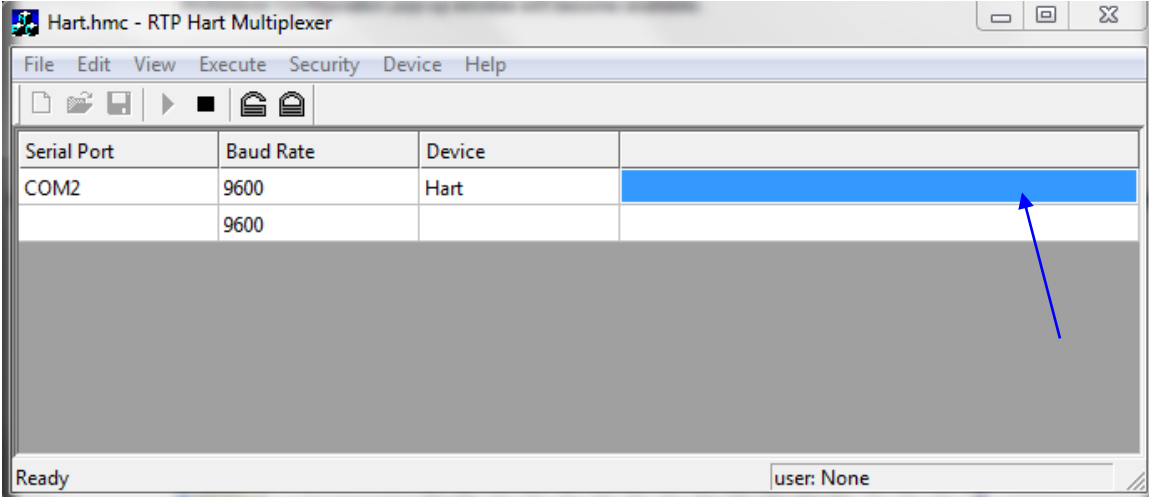 Hart.hmc - RTP Hart Multiplexer
File Edit View Execute Security Device Help
Serial Port Baud Rate Device
COM2 9600 Hart
9600
Ready user: None